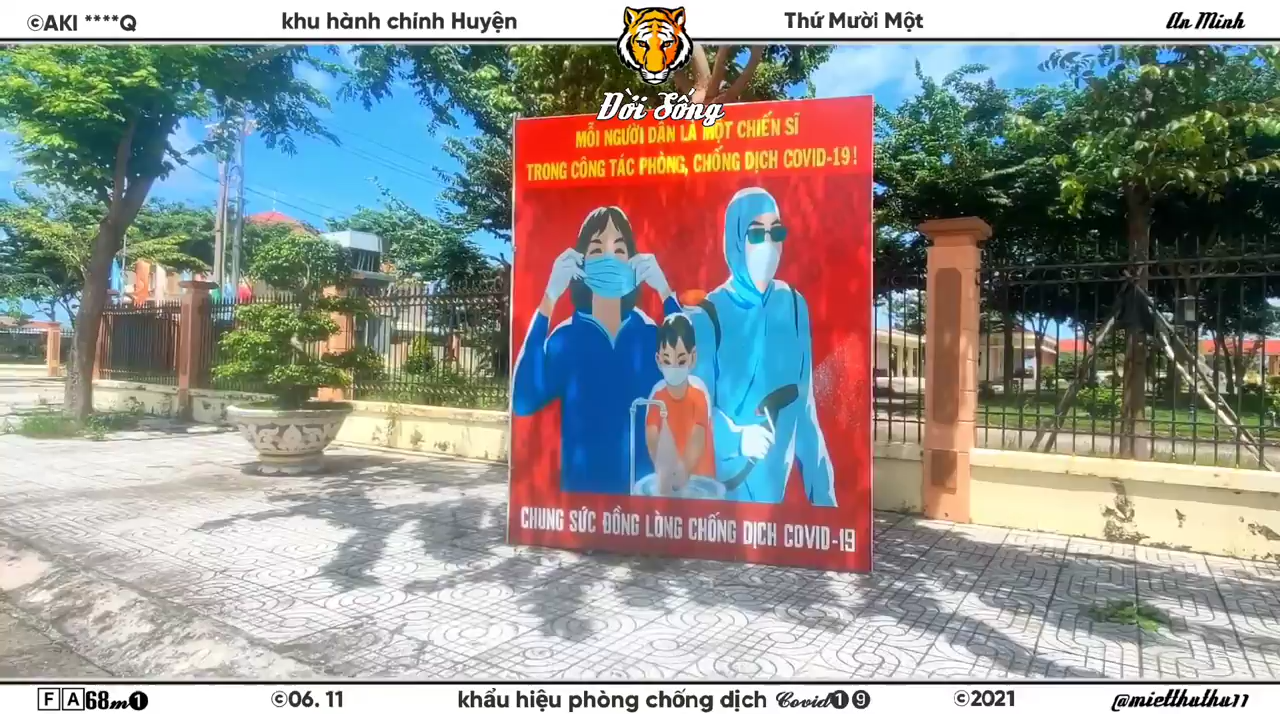 ©AKI ****Q
khu hành chính Huyện
Thứ Mười Một
An Minh
Đời Sống
MỖI NGƯỜI DÂN LÀ MỘT CHIẾN SĨ
TRONG CÔNG TÁC PHÒNG, CHỐNG DỊCH COVID-19!
CHUNG SỨC ĐỒNG LÒNG CHỐNG DỊCH COVID-19
🄵🄰68m❶
©06. 11
khẩu hiệu phòng chống dịch Covid❶❾
©2021
@mietthuthu11